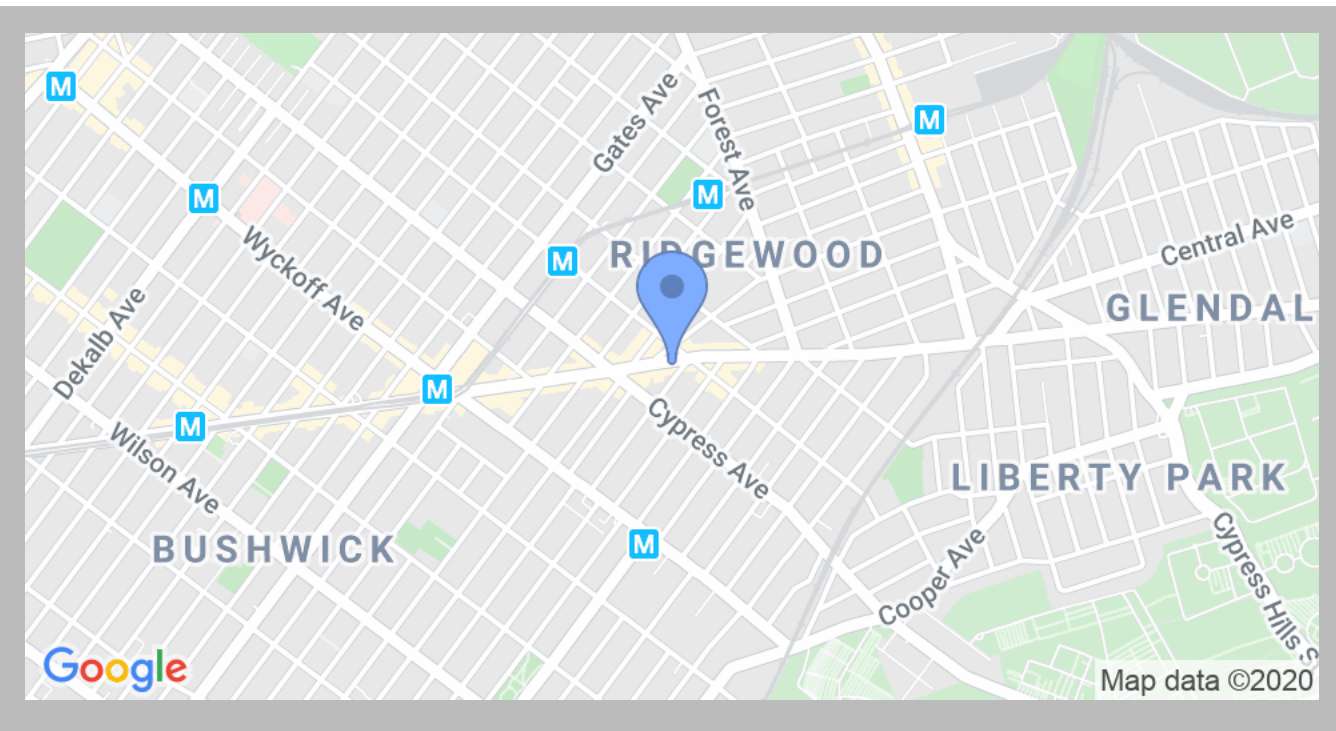 M
Gates Ave
Forest Ave
M
M
M
Wyckoff Ave
M
RIDGEWOOD
Central Ave
GLENDAL
Dekalb Ave
M
M
Cypress Ave
Wilson Ave
LIBERTY PARK
BUSHWICK
M
Cooper Ave
Cypress Hills S
Google
Map data ©2020